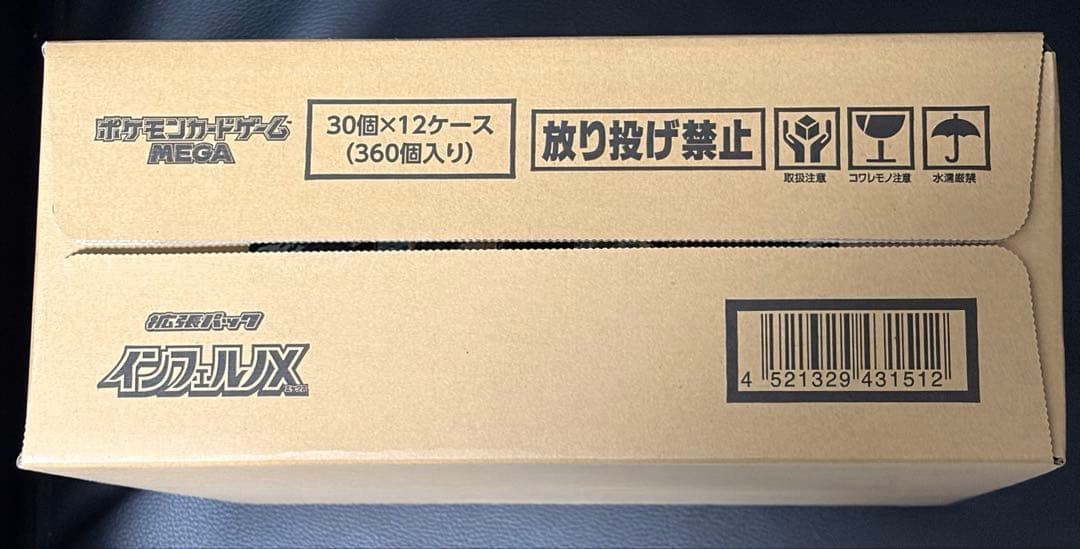 ポケモンカードゲーム
MEGA
30個×12ケース
(360個入り)
放り投げ禁止
取扱注意
コワレモノ注意
水濡厳禁
拡張パック
インフェルノX
4 521329 431512